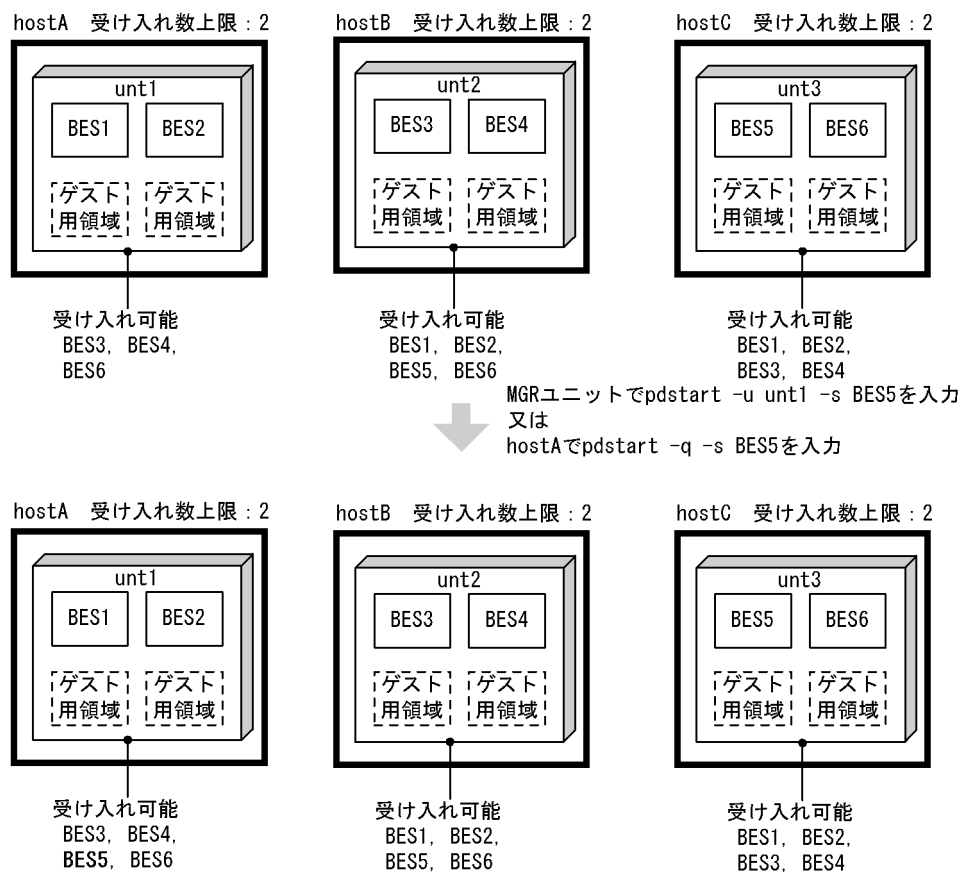 hostA　受け入れ数上限：2
unt1
BES1
BES2
ゲスト
用領域
ゲスト
用領域
受け入れ可能
BES3，BES4，
BES6
hostB　受け入れ数上限：2
unt2
BES3
BES4
ゲスト
用領域
ゲスト
用領域
受け入れ可能
BES1，BES2，
BES5，BES6
hostC　受け入れ数上限：2
unt3
BES5
BES6
ゲスト
用領域
ゲスト
用領域
受け入れ可能
BES1，BES2，
BES3，BES4
MGRユニットでpdstart -u unt1 -s BES5を入力
又は
hostAでpdstart -q -s BES5を入力
hostA　受け入れ数上限：2
unt1
BES1
BES2
ゲスト
用領域
ゲスト
用領域
受け入れ可能
BES3，BES4，
BES5，BES6
hostB　受け入れ数上限：2
unt2
BES3
BES4
ゲスト
用領域
ゲスト
用領域
受け入れ可能
BES1，BES2，
BES5，BES6
hostC　受け入れ数上限：2
unt3
BES5
BES6
ゲスト
用領域
ゲスト
用領域
受け入れ可能
BES1，BES2，
BES3，BES4